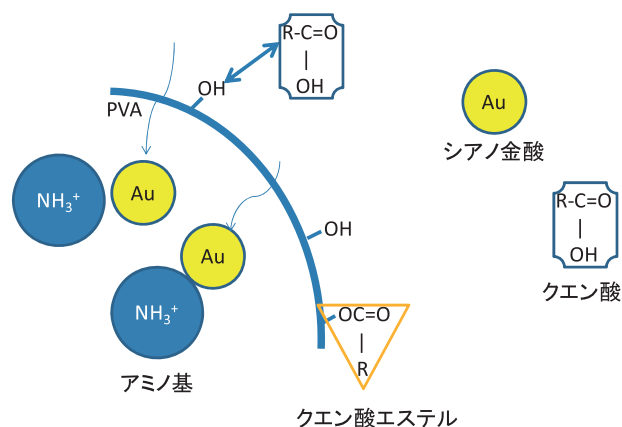 R-C=O
|
OH
OH
PVA
Au
シアノ金酸
NH₃⁺
Au
R-C=O
|
OH
クエン酸
OH
Au
NH₃⁺
アミノ基
OC=O
|
R
クエン酸エステル